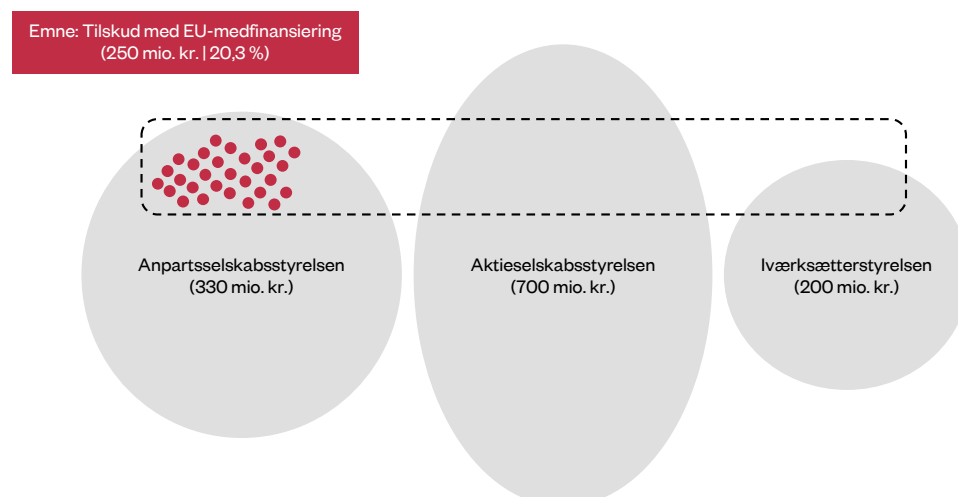 Emne: Tilskud med EU-medfinansiering
(250 mio. kr. | 20,3 %)
Anpartsselskabsstyrelsen
(330 mio. kr.)
Aktieselskabsstyrelsen
(700 mio. kr.)
Iværksætterstyrelsen
(200 mio. kr.)